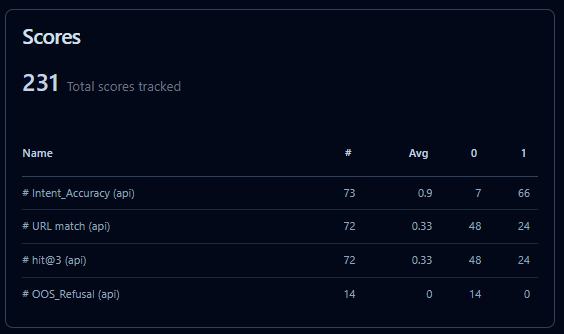 Scores
231 Total scores tracked
Name # Avg 0 1
# Intent_Accuracy (api) 73 0.9 7 66
# URL match (api) 72 0.33 48 24
# hit@3 (api) 72 0.33 48 24
# OOS_Refusal (api) 14 0 14 0